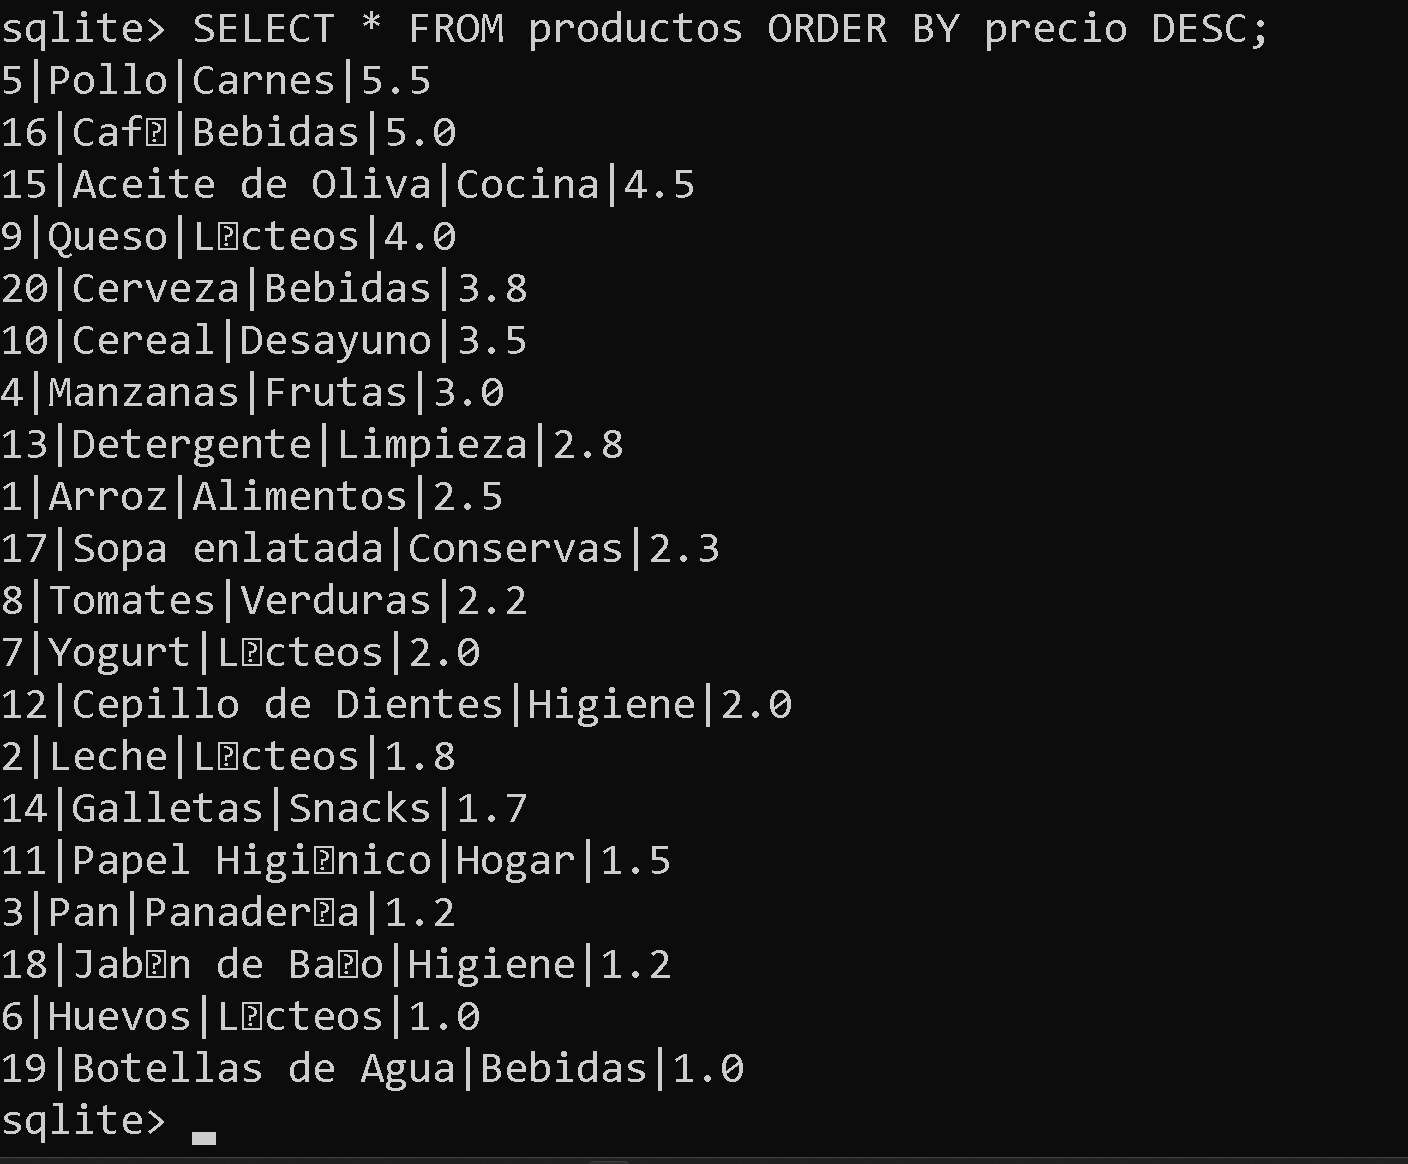 sqlite> SELECT * FROM productos ORDER BY precio DESC;
5|Pollo|Carnes|5.5
16|Caf�|Bebidas|5.0
15|Aceite de Oliva|Cocina|4.5
9|Queso|L�cteos|4.0
20|Cerveza|Bebidas|3.8
10|Cereal|Desayuno|3.5
4|Manzanas|Frutas|3.0
13|Detergente|Limpieza|2.8
1|Arroz|Alimentos|2.5
17|Sopa enlatada|Conservas|2.3
8|Tomates|Verduras|2.2
7|Yogurt|L�cteos|2.0
12|Cepillo de Dientes|Higiene|2.0
2|Leche|L�cteos|1.8
14|Galletas|Snacks|1.7
11|Papel Higi�nico|Hogar|1.5
3|Pan|Panader�a|1.2
18|Jab�n de Ba�o|Higiene|1.2
6|Huevos|L�cteos|1.0
19|Botellas de Agua|Bebidas|1.0
sqlite>